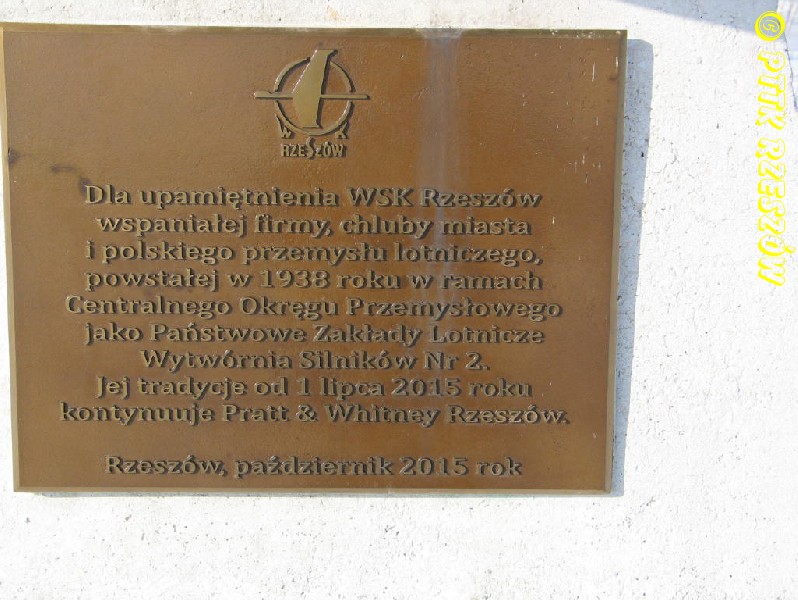 W K
RZESZÓW
Dla upamiętnienia WSK Rzeszów
wspaniałej firmy, chluby miasta
i polskiego przemysłu lotniczego,
powstałej w 1938 roku w ramach
Centralnego Okręgu Przemysłowego
jako Państwowe Zakłady Lotnicze
Wytwórnia Silników Nr 2.
Jej tradycje od 1 lipca 2015 roku
kontynuuje Pratt & Whitney Rzeszów.
Rzeszów, październik 2015 rok
© PTTK RZESZÓW